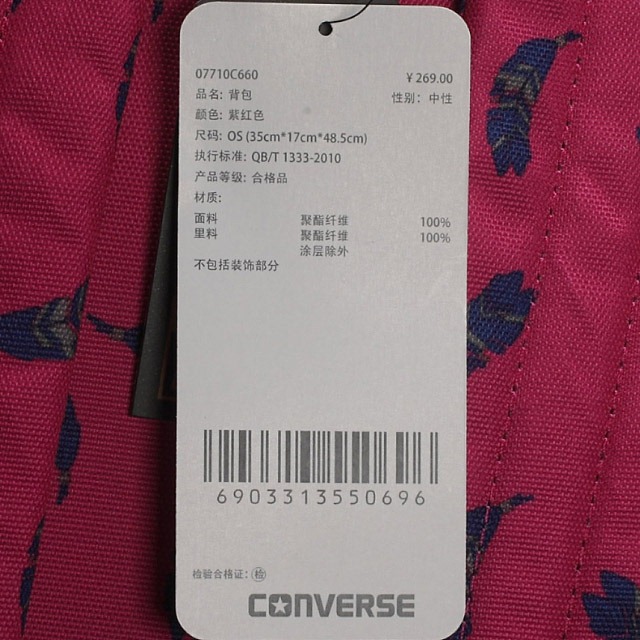 07710C660 ¥ 269.00
品名: 背包 性别: 中性
颜色: 紫红色
尺码: OS (35cm*17cm*48.5cm)
执行标准: QB/T 1333-2010
产品等级: 合格品
材质:
面料 聚酯纤维 100%
里料 聚酯纤维 100%
涂层除外
不包括装饰部分
6903313550696
检验合格证: 检
CONVERSE